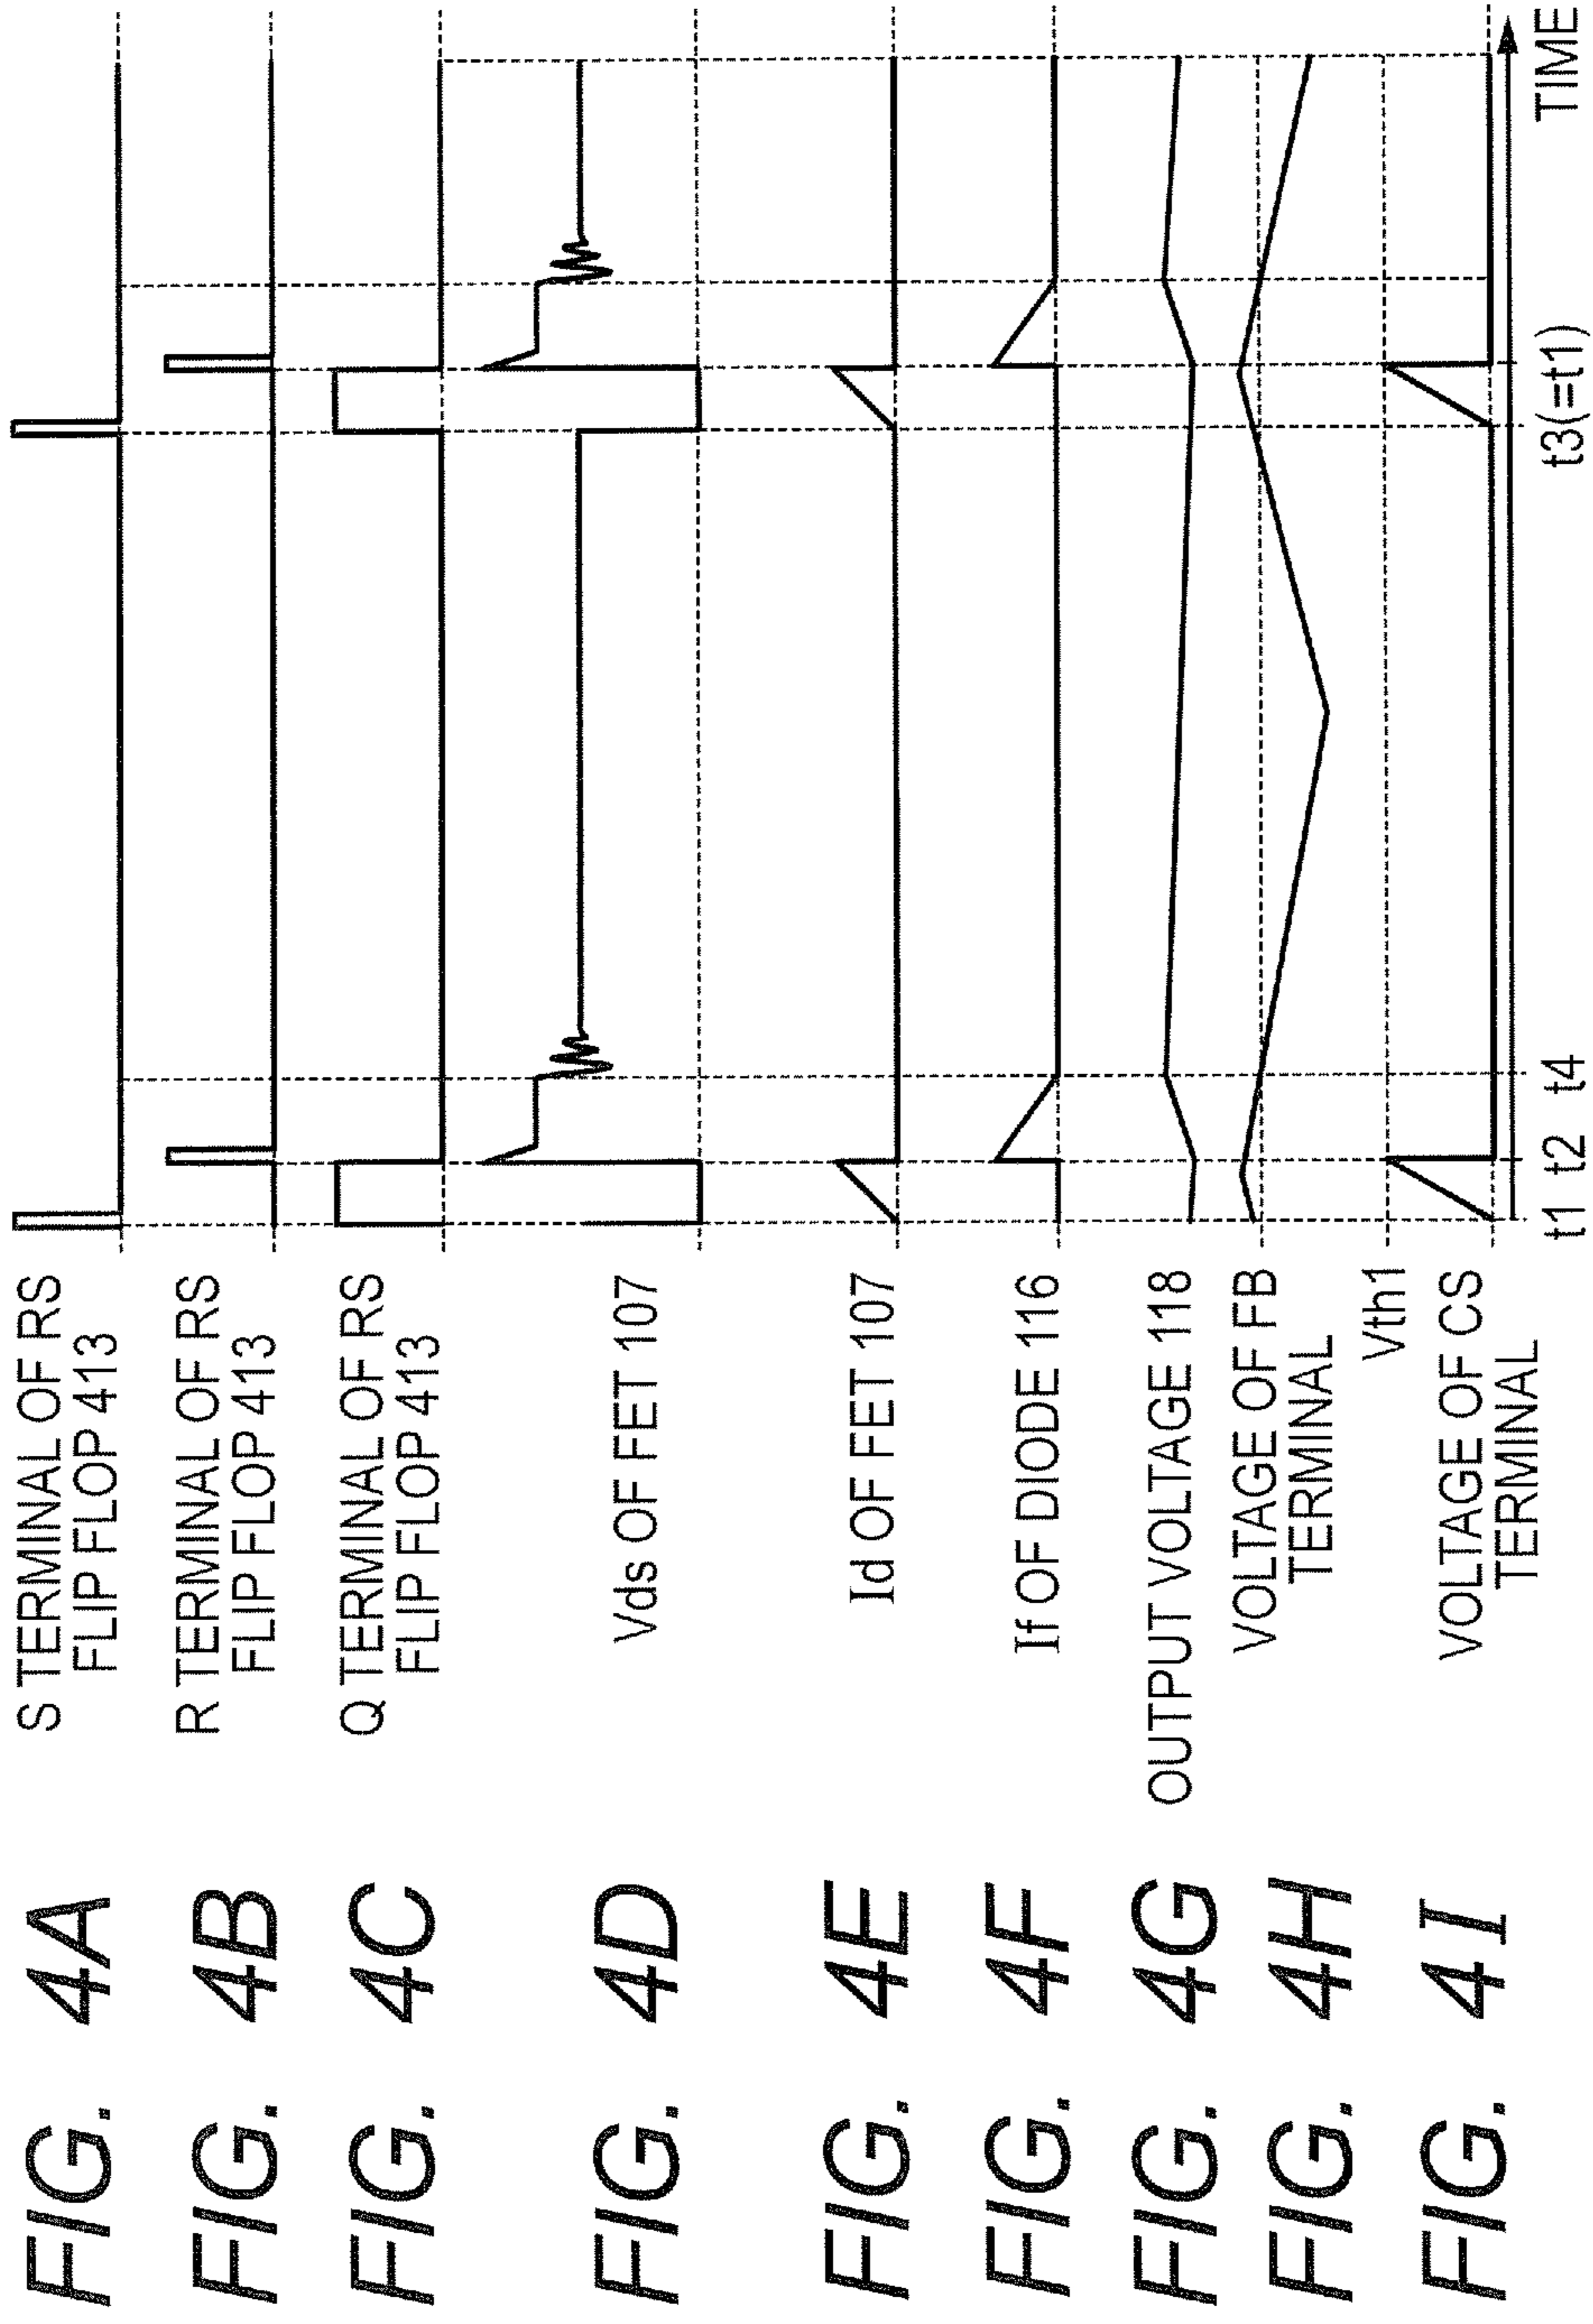 FIG. 4A
S TERMINAL OF RS
FLIP FLOP 413
FIG. 4B
R TERMINAL OF RS
FLIP FLOP 413
FIG. 4C
Q TERMINAL OF RS
FLIP FLOP 413
FIG. 4D
Vds OF FET 107
FIG. 4E
Id OF FET 107
FIG. 4F
If OF DIODE 116
FIG. 4G
OUTPUT VOLTAGE 118
FIG. 4H
VOLTAGE OF FB
TERMINAL
Vth1
FIG. 4I
VOLTAGE OF CS
TERMINAL
t1 t2 t4 t3(=t1) TIME